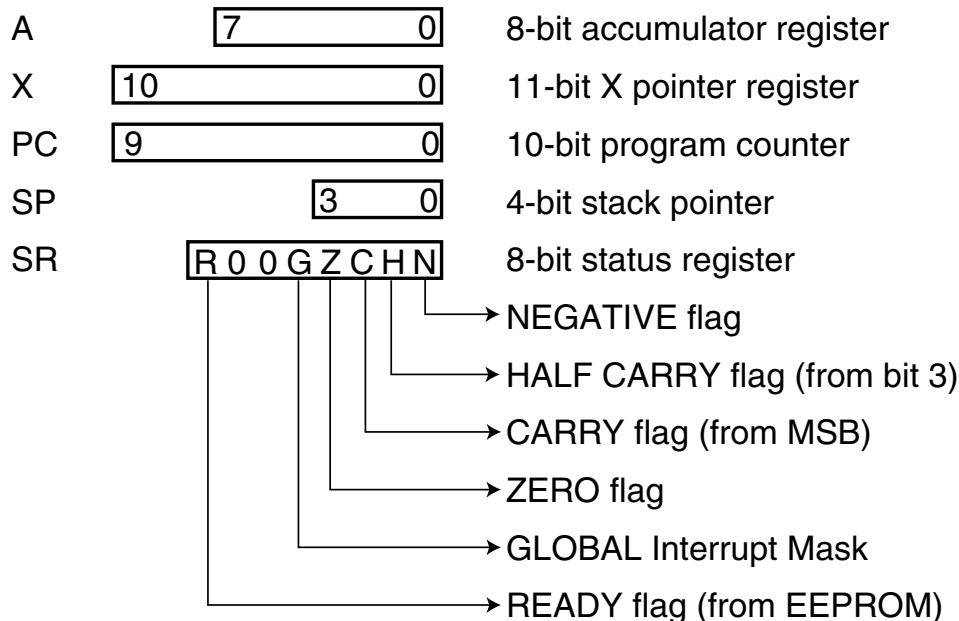 A 7 0 8-bit accumulator register
X 10 0 11-bit X pointer register
PC 9 0 10-bit program counter
SP 3 0 4-bit stack pointer
SR R 0 0 G Z C H N 8-bit status register
NEGATIVE flag
HALF CARRY flag (from bit 3)
CARRY flag (from MSB)
ZERO flag
GLOBAL Interrupt Mask
READY flag (from EEPROM)